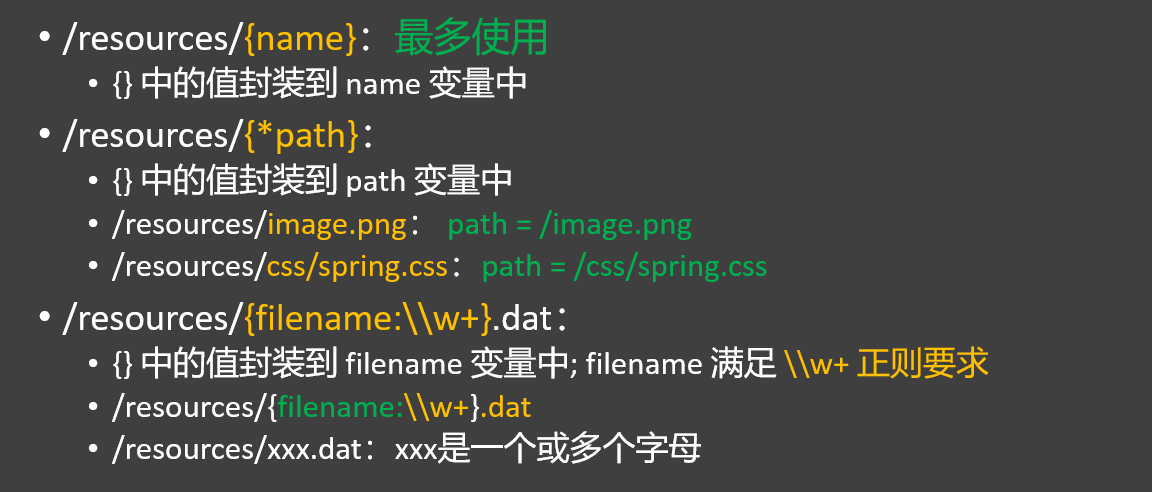 • /resources/{name}：最多使用
• {} 中的值封装到 name 变量中
• /resources/{*path}：
• {} 中的值封装到 path 变量中
• /resources/image.png： path = /image.png
• /resources/css/spring.css：path = /css/spring.css
• /resources/{filename:\\w+}.dat：
• {} 中的值封装到 filename 变量中; filename 满足 \\w+ 正则要求
• /resources/{filename:\\w+}.dat
• /resources/xxx.dat：xxx是一个或多个字母